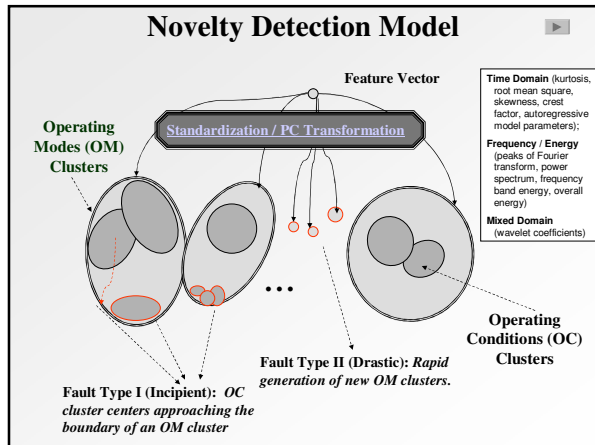 Novelty Detection Model
Feature Vector
Standardization / PC Transformation
Time Domain (kurtosis,
root mean square,
skewness, crest
factor, autoregressive
model parameters);
Frequency / Energy
(peaks of Fourier
transform, power
spectrum, frequency
band energy, overall
energy)
Mixed Domain
(wavelet coefficients)
Operating
Modes (OM)
Clusters
Operating
Conditions (OC)
Clusters
Fault Type II (Drastic): Rapid
generation of new OM clusters.
Fault Type I (Incipient): OC
cluster centers approaching the
boundary of an OM cluster